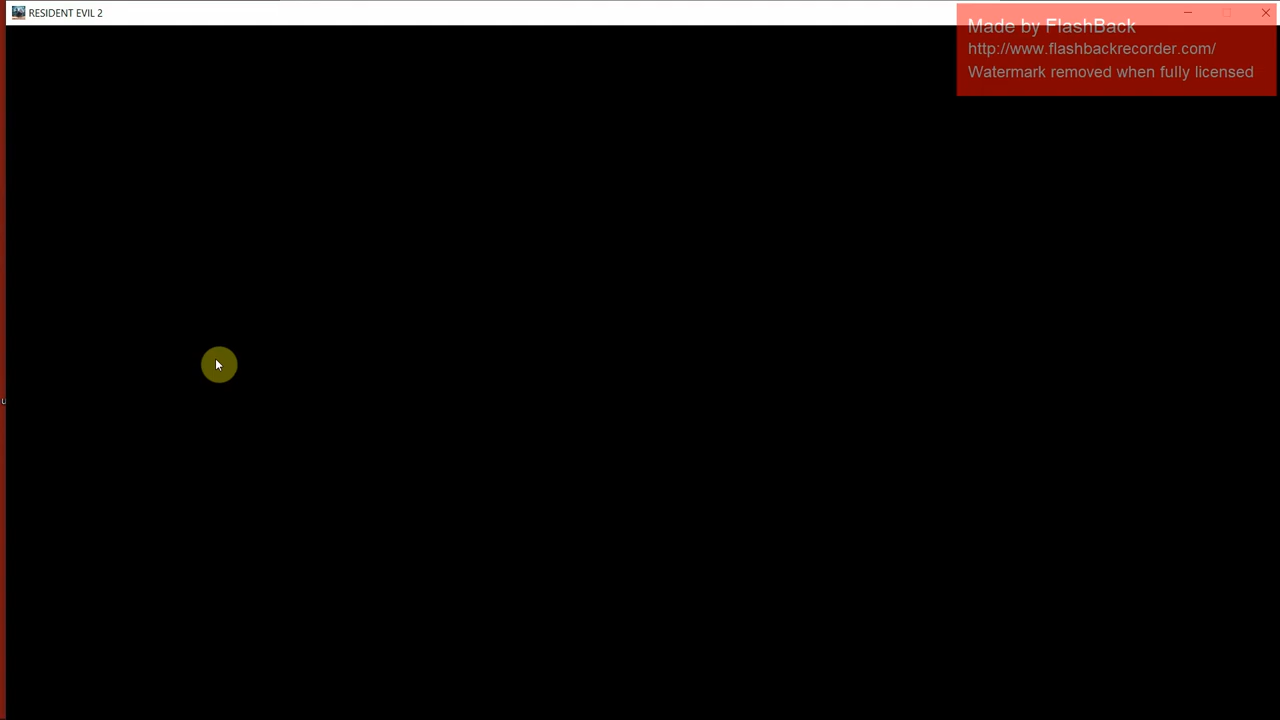 RESIDENT EVIL 2
Made by FlashBack
http://www.flashbackrecorder.com/
Watermark removed when fully licensed
u